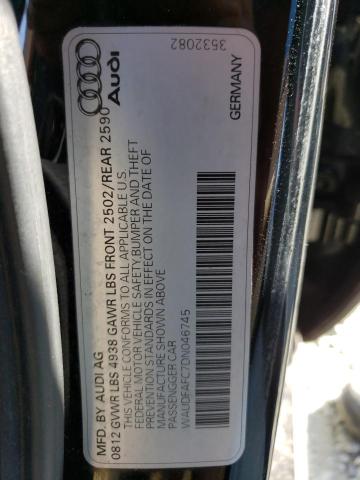 Audi
3532082
GERMANY
MFD. BY AUDI AG
0812 GVWR LBS 4938 GAWR LBS FRONT 2502/REAR 2590
THIS VEHICLE CONFORMS TO ALL APPLICABLE U.S.
FEDERAL MOTOR VEHICLE SAFETY, BUMPER AND THEFT
PREVENTION STANDARDS IN EFFECT ON THE DATE OF
MANUFACTURE SHOWN ABOVE
PASSENGGER CAR
WAUDFAFC7DN046745